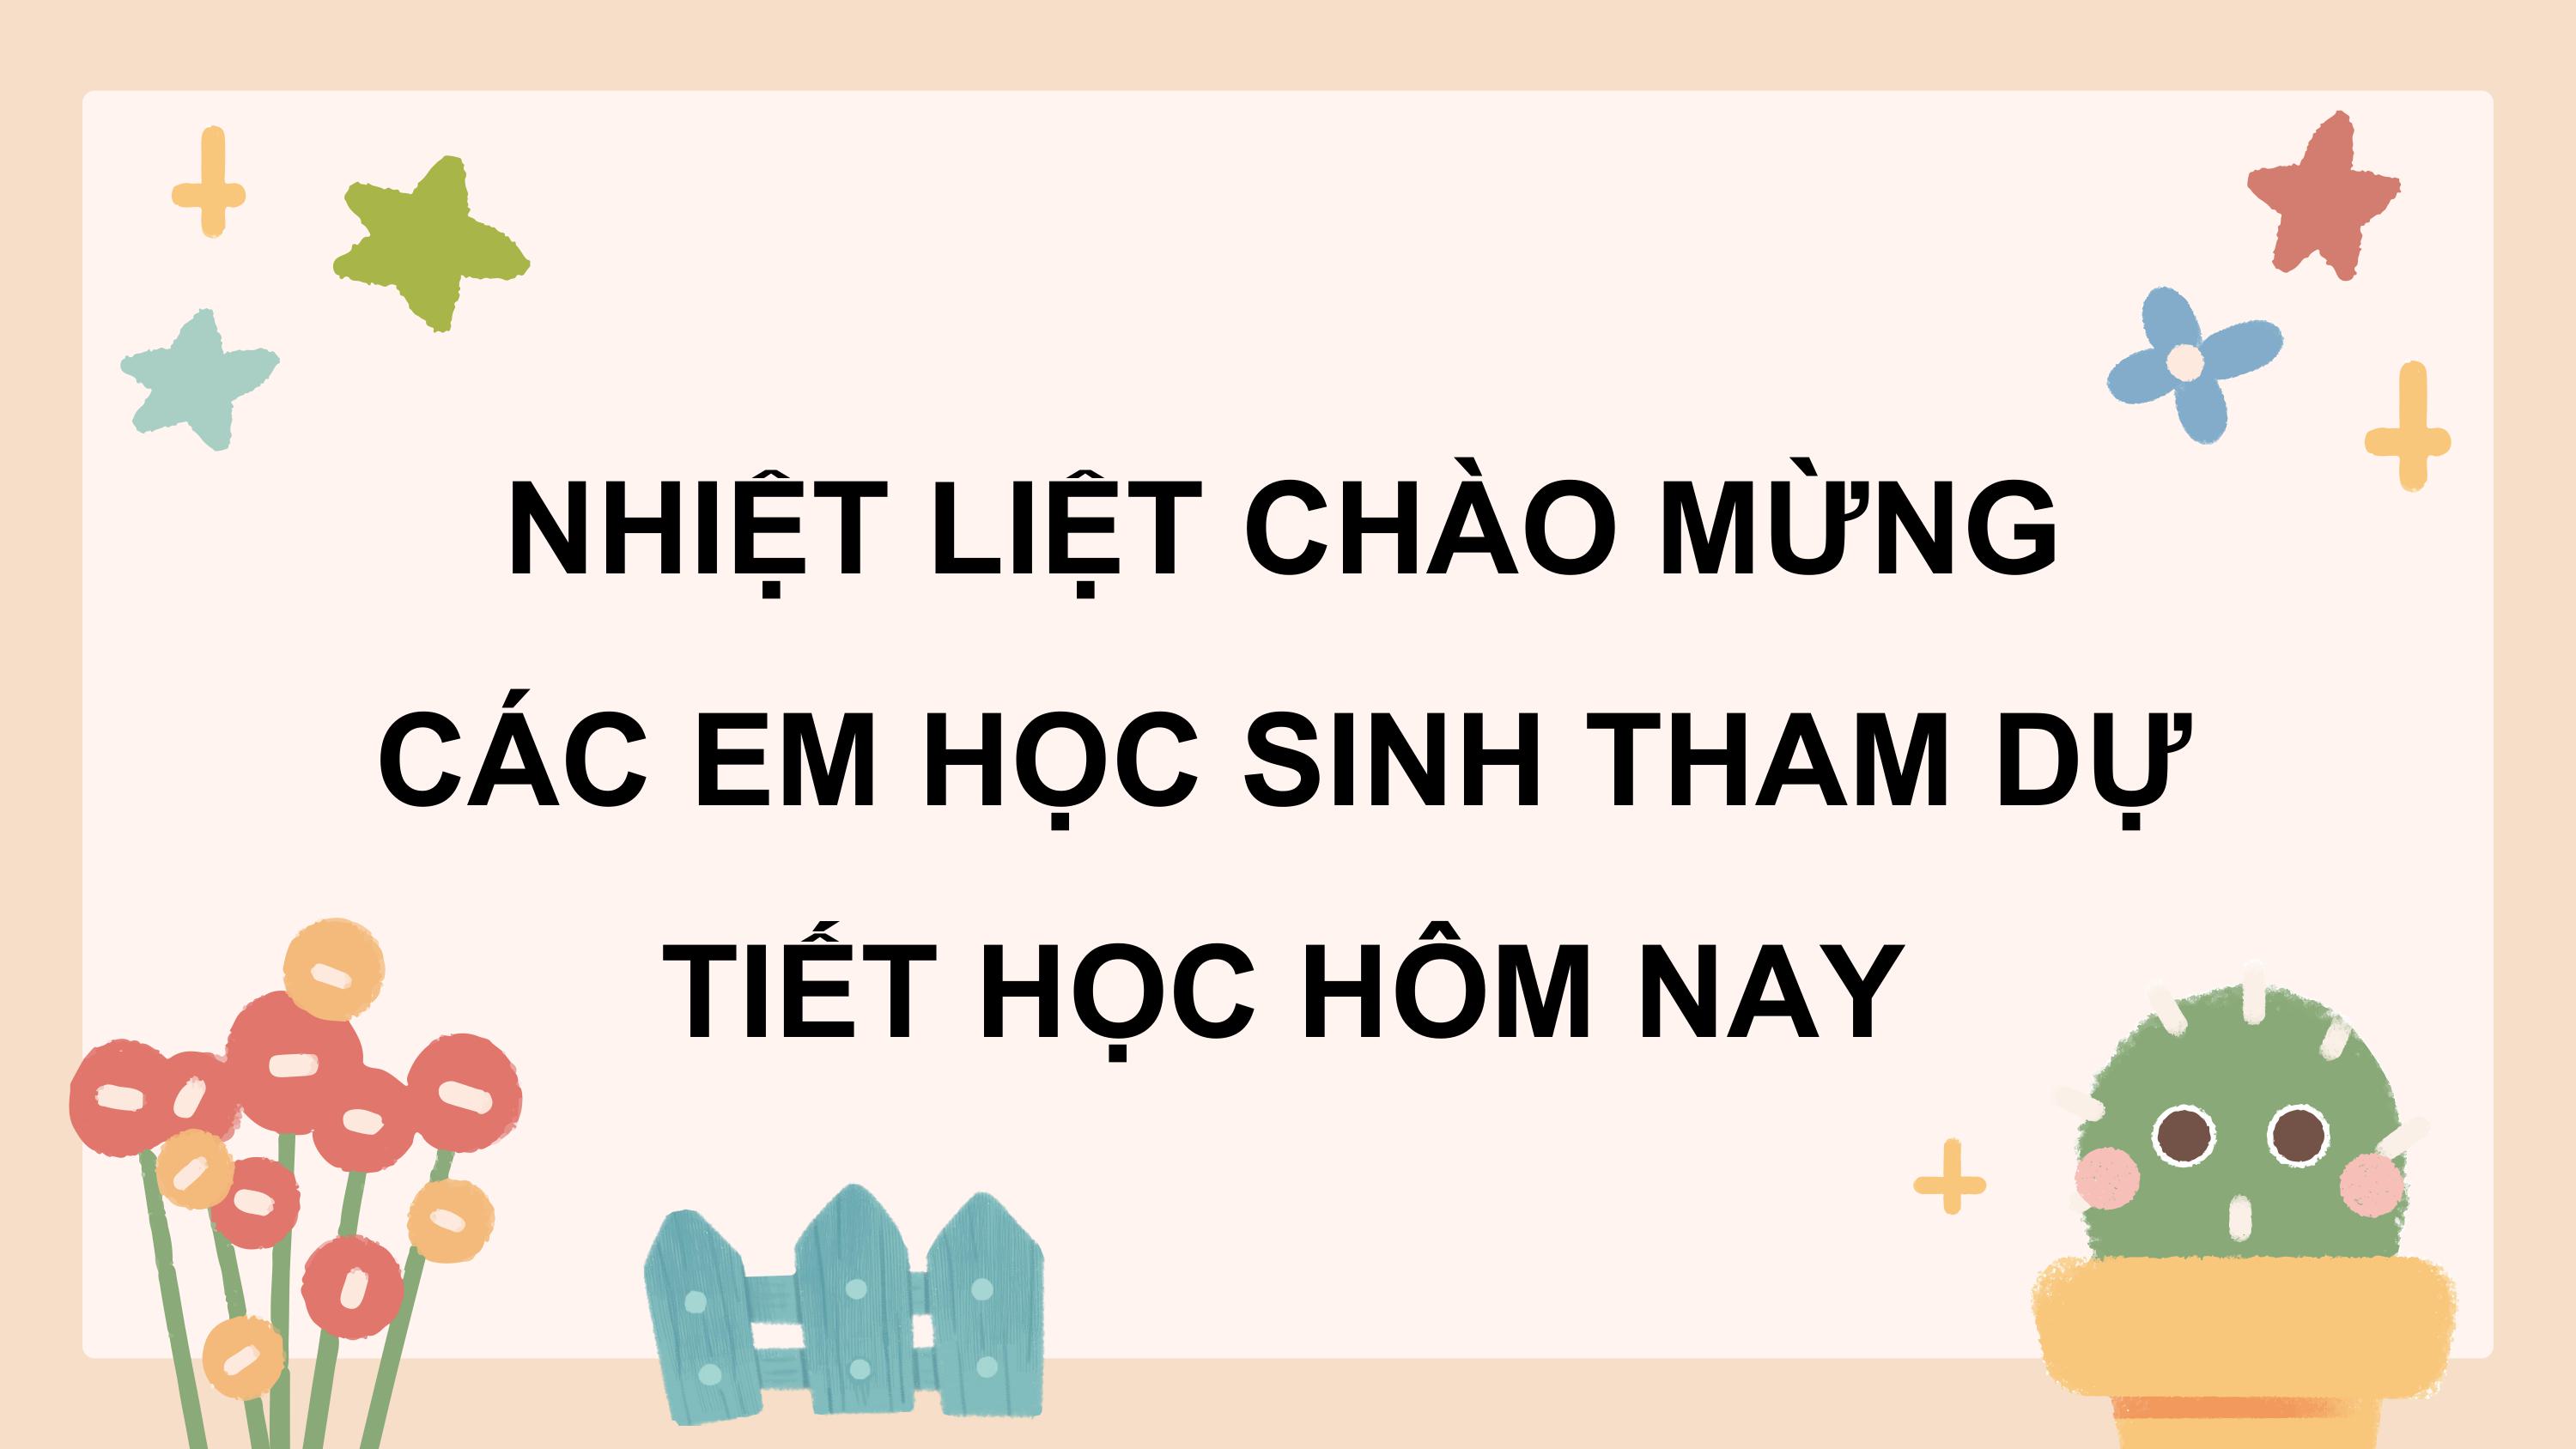 NHIỆT LIỆT CHÀO MỪNG
CÁC EM HỌC SINH THAM DỰ
TIẾT HỌC HÔM NAY